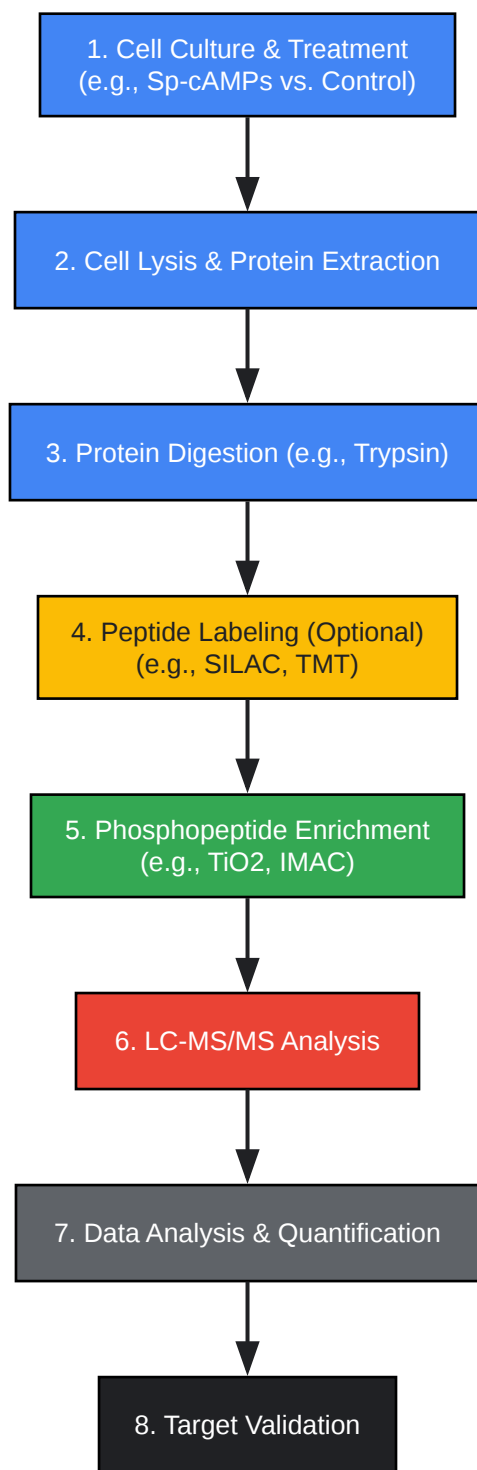 1. Cell Culture & Treatment
(e.g., Sp-cAMPs vs. Control)
2. Cell Lysis & Protein Extraction
3. Protein Digestion (e.g., Trypsin)
4. Peptide Labeling (Optional)
(e.g., SILAC, TMT)
5. Phosphopeptide Enrichment
(e.g., TiO2, IMAC)
6. LC-MS/MS Analysis
7. Data Analysis & Quantification
8. Target Validation